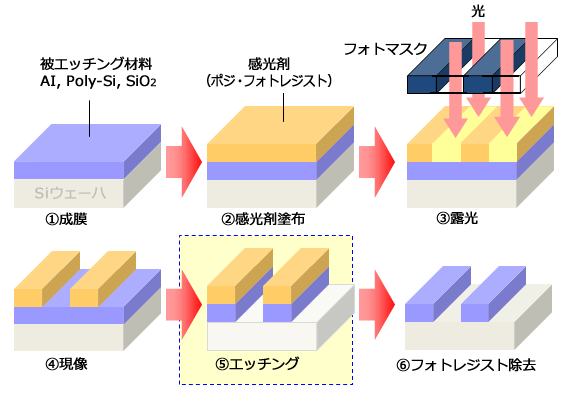 光
フォトマスク
被エッチング材料
Al, Poly-Si, SiO2
感光剤
(ポジ・フォトレジスト)
Siウェーハ
①成膜
②感光剤塗布
③露光
④現像
⑤エッチング
⑥フォトレジスト除去